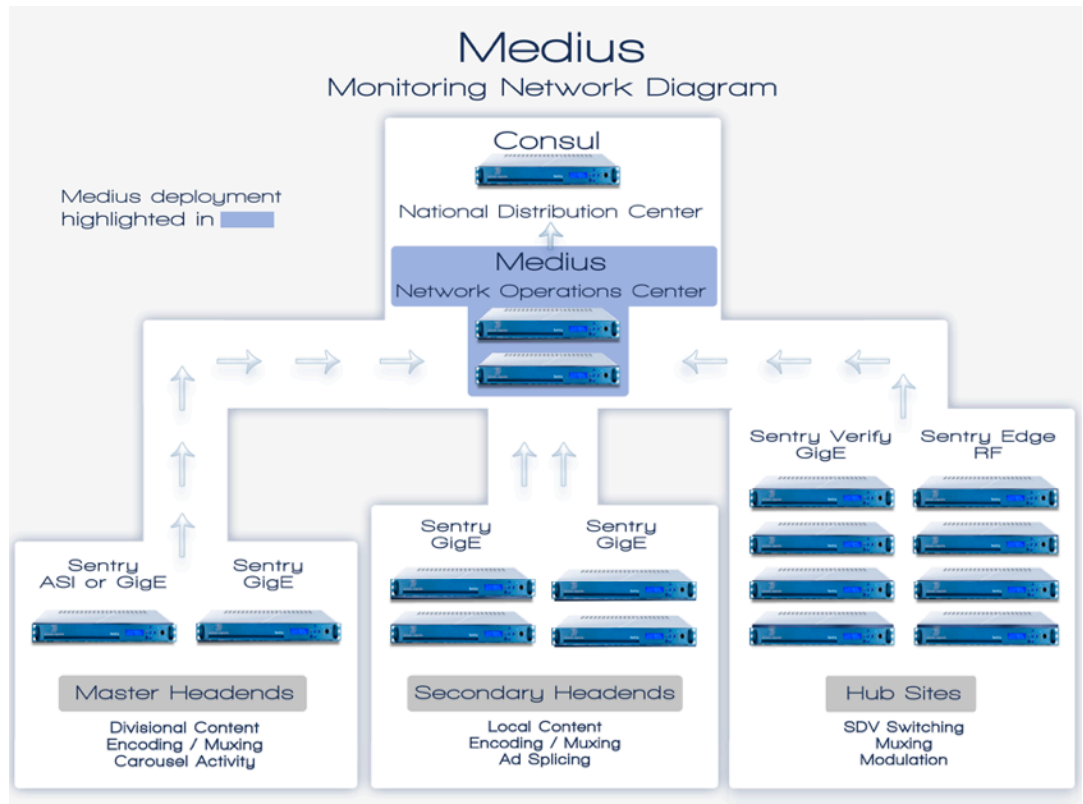 Medius
Monitoring Network Diagram
Consul
National Distribution Center
Medius deployment
highlighted in
Medius
Network Operations Center
Sentry Verify
GigE
Sentry Edge
RF
Sentry
GigE
Sentry
GigE
Sentry
ASI or GigE
Sentry
GigE
Master Headends
Divisional Content
Encoding / Muxing
Carousel Activity
Secondary Headends
Local Content
Encoding / Muxing
Ad Splicing
Hub Sites
SDV Switching
Muxing
Modulation